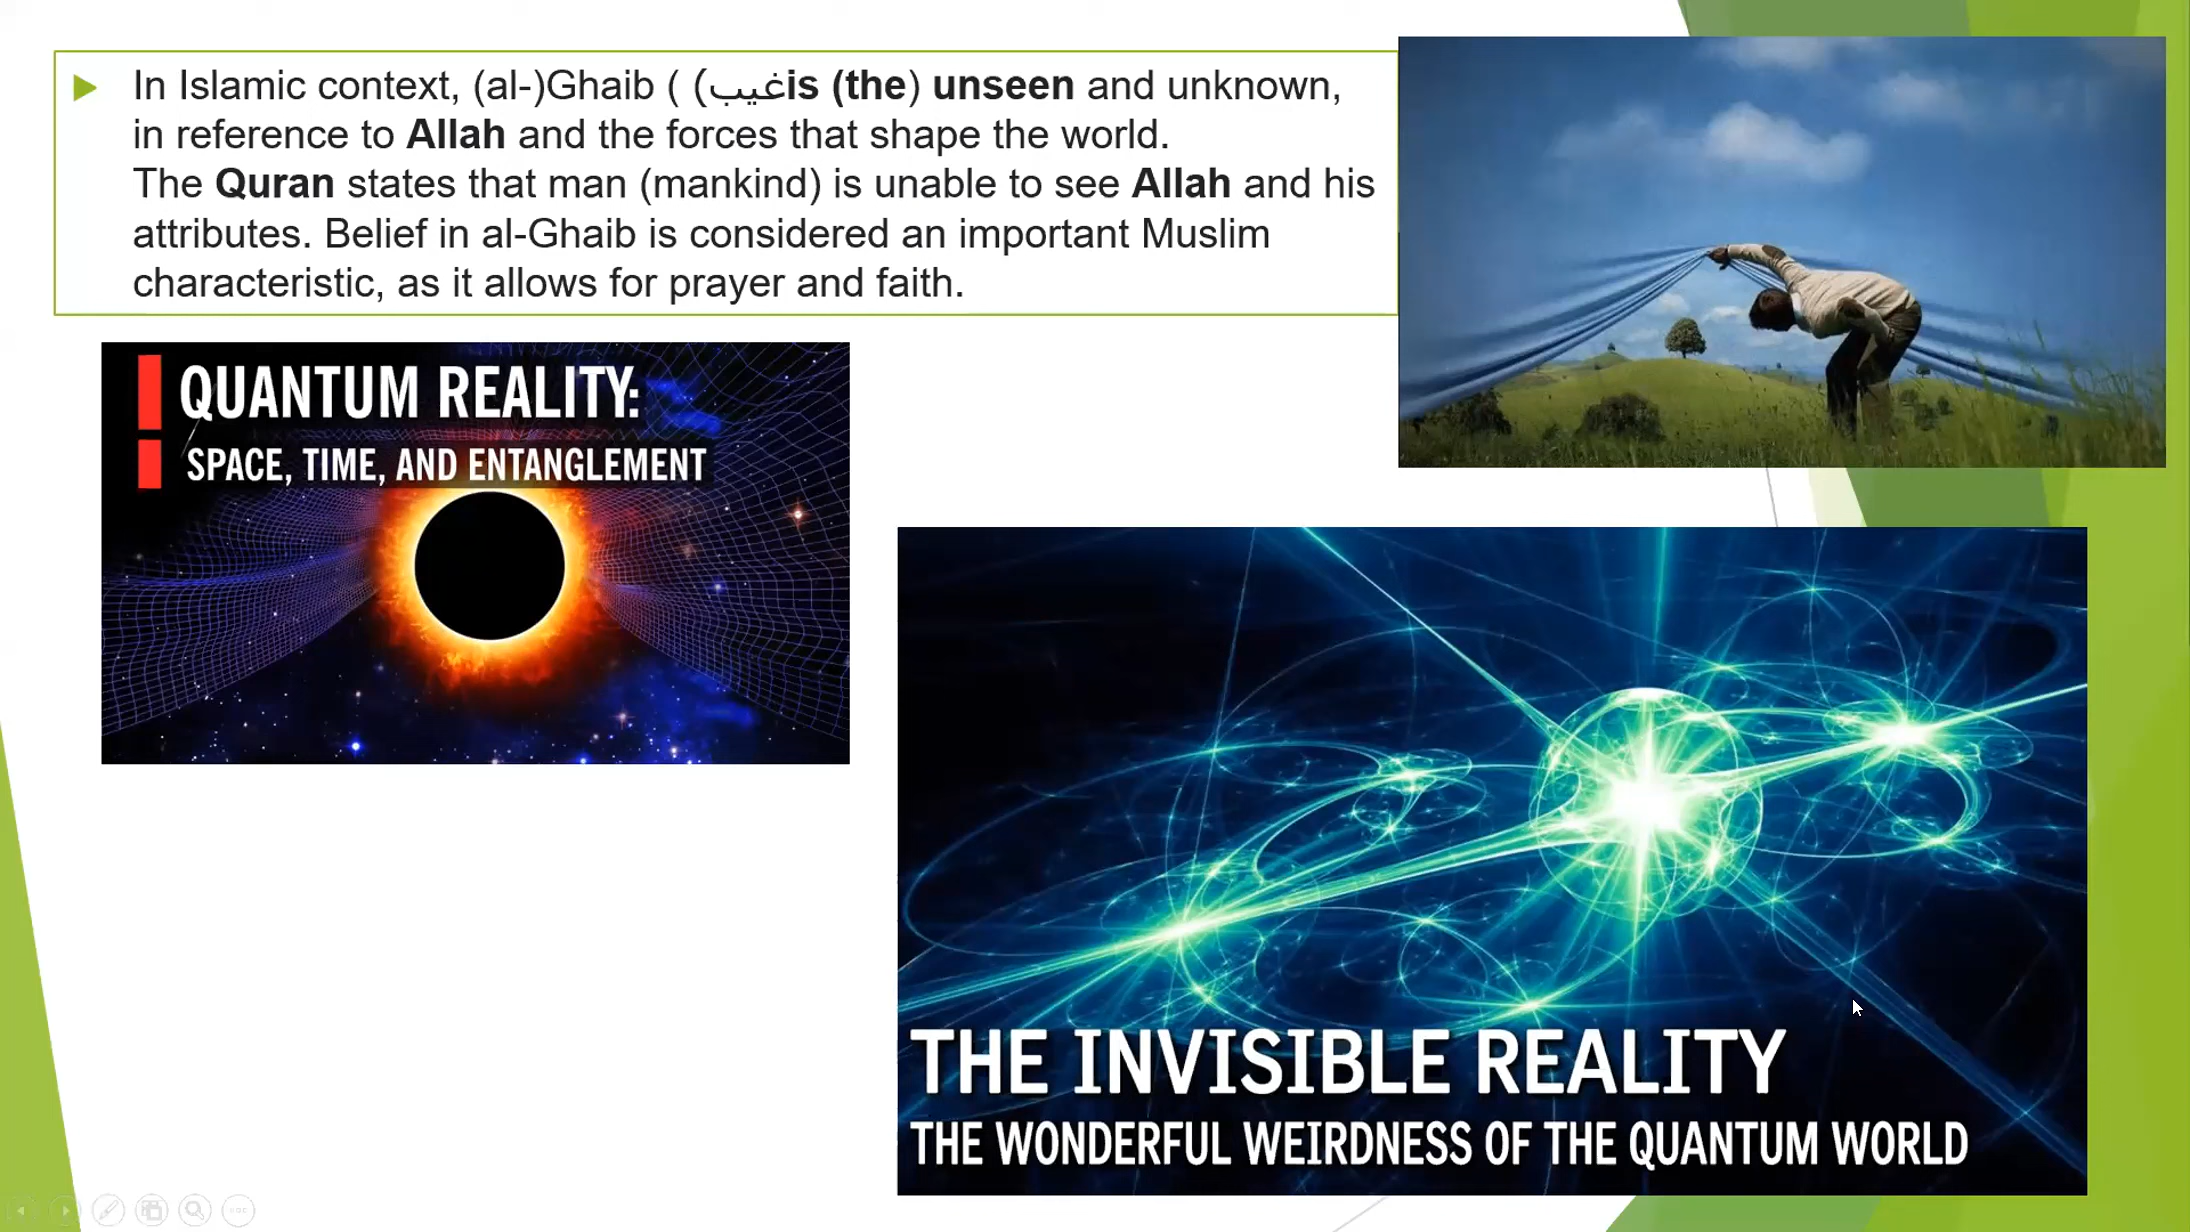 In Islamic context, (al-)Ghaib ( (غيبis (the) unseen and unknown,
in reference to Allah and the forces that shape the world.
The Quran states that man (mankind) is unable to see Allah and his
attributes. Belief in al-Ghaib is considered an important Muslim
characteristic, as it allows for prayer and faith.
QUANTUM REALITY:
SPACE, TIME, AND ENTANGLEMENT
THE INVISIBLE REALITY
THE WONDERFUL WEIRDNESS OF THE QUANTUM WORLD